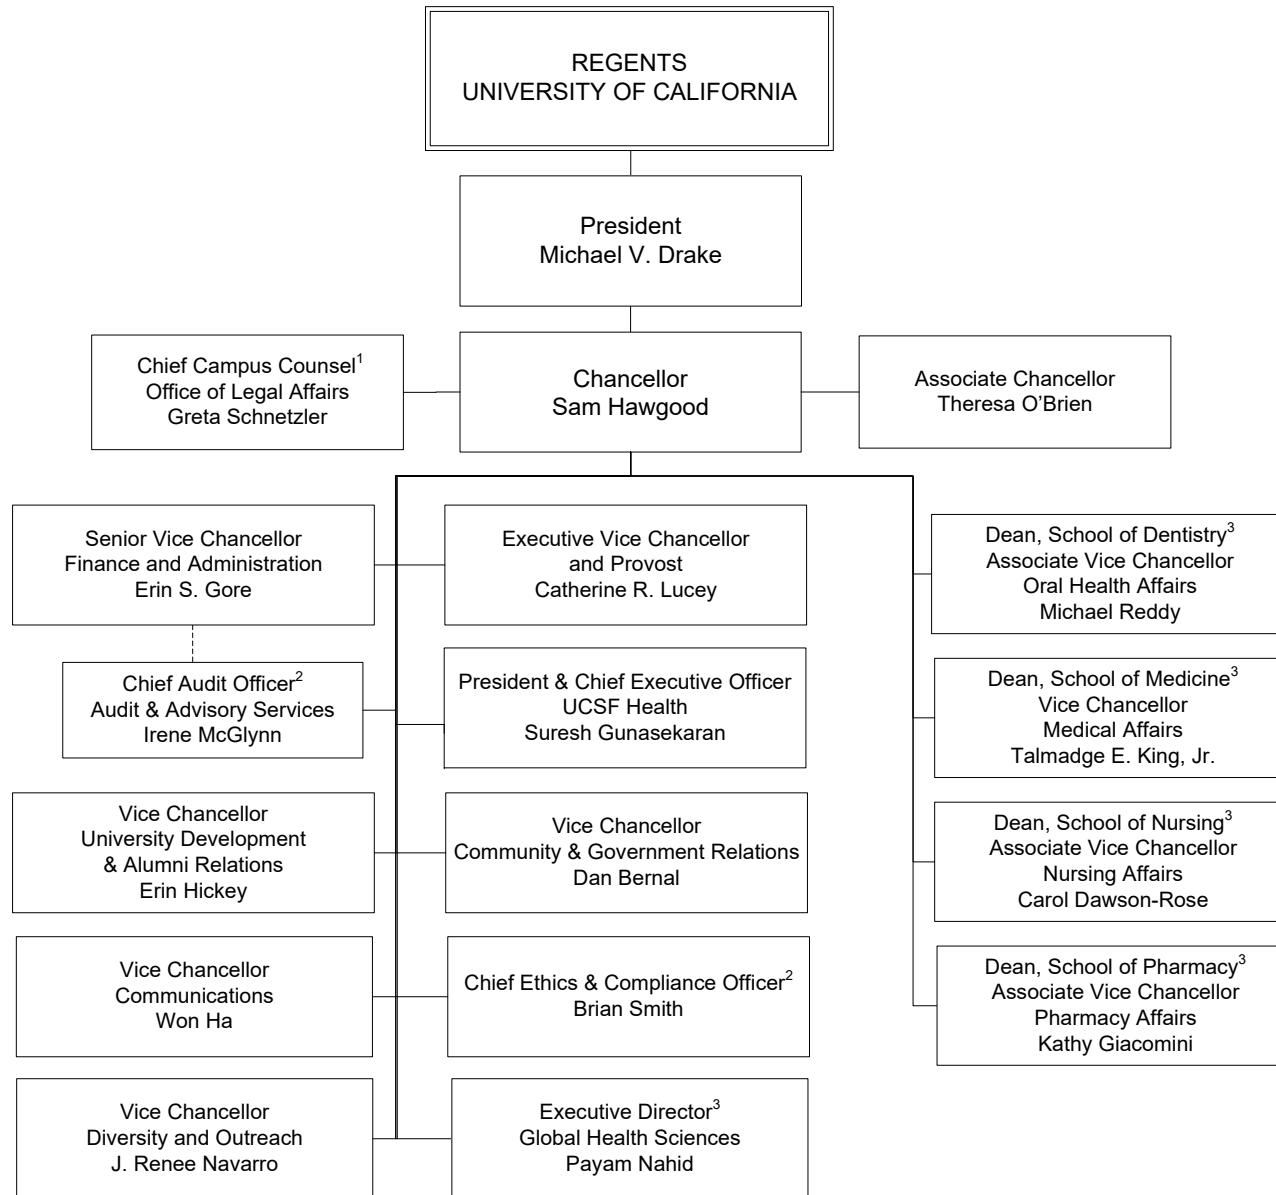 REGENTS
UNIVERSITY OF CALIFORNIA
President
Michael V. Drake
Chief Campus Counsel¹
Office of Legal Affairs
Greta Schnetzler
Chancellor
Sam Hawgood
Associate Chancellor
Theresa O’Brien
Senior Vice Chancellor
Finance and Administration
Erin S. Gore
Executive Vice Chancellor
and Provost
Catherine R. Lucey
Dean, School of Dentistry³
Associate Vice Chancellor
Oral Health Affairs
Michael Reddy
Chief Audit Officer²
Audit & Advisory Services
Irene McGlynn
President & Chief Executive Officer
UCSF Health
Suresh Gunasekaran
Dean, School of Medicine³
Vice Chancellor
Medical Affairs
Talmadge E. King, Jr.
Vice Chancellor
University Development
& Alumni Relations
Erin Hickey
Vice Chancellor
Community & Government Relations
Dan Bernal
Dean, School of Nursing³
Associate Vice Chancellor
Nursing Affairs
Carol Dawson-Rose
Vice Chancellor
Communications
Won Ha
Chief Ethics & Compliance Officer²
Brian Smith
Dean, School of Pharmacy³
Associate Vice Chancellor
Pharmacy Affairs
Kathy Giacomini
Vice Chancellor
Diversity and Outreach
J. Renee Navarro
Executive Director³
Global Health Sciences
Payam Nahid